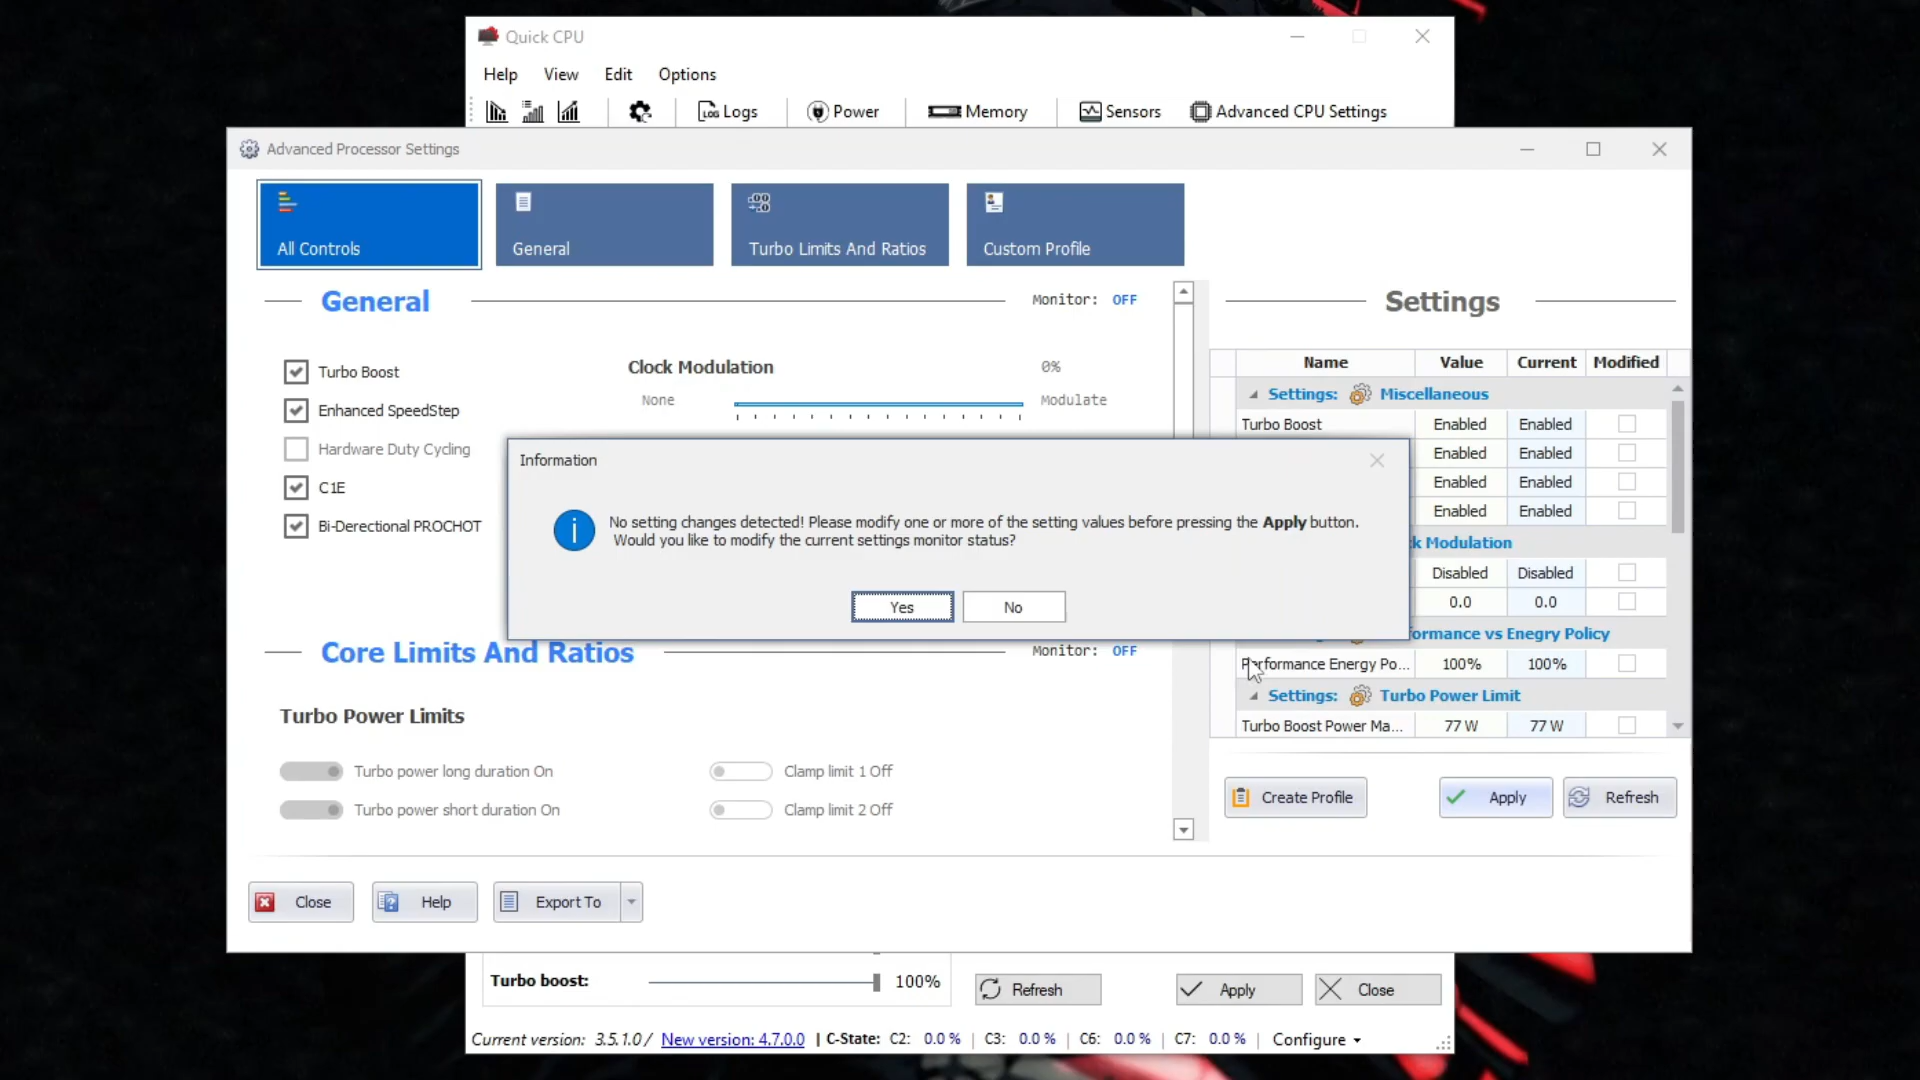 Quick CPU
Help View Edit Options
LOG Logs Power Memory Sensors Advanced CPU Settings
Advanced Processor Settings
All Controls
General
Turbo Limits And Ratios
Custom Profile
General
Monitor: OFF
Settings
Turbo Boost
Enhanced SpeedStep
Hardware Duty Cycling
C1E
Bi-Derectional PROCHOT
Clock Modulation 0%
None Modulate
Name Value Current Modified
Settings: Miscellaneous
Turbo Boost Enabled Enabled
Enabled Enabled
Enabled Enabled
Enabled Enabled
k Modulation
Disabled Disabled
0.0 0.0
ormance vs Enegry Policy
Performance Energy Po... 100% 100%
Settings: Turbo Power Limit
Turbo Boost Power Ma... 77 W 77 W
Information
No setting changes detected! Please modify one or more of the setting values before pressing the Apply button.
Would you like to modify the current settings monitor status?
Yes No
Core Limits And Ratios
Monitor: OFF
Turbo Power Limits
Turbo power long duration On Clamp limit 1 Off
Turbo power short duration On Clamp limit 2 Off
Create Profile Apply Refresh
Close Help Export To
Turbo boost: 100% Refresh Apply Close
Current version: 3.5.1.0 / New version: 4.7.0.0 | C-State: C2: 0.0 % | C3: 0.0 % | C6: 0.0 % | C7: 0.0 % | Configure